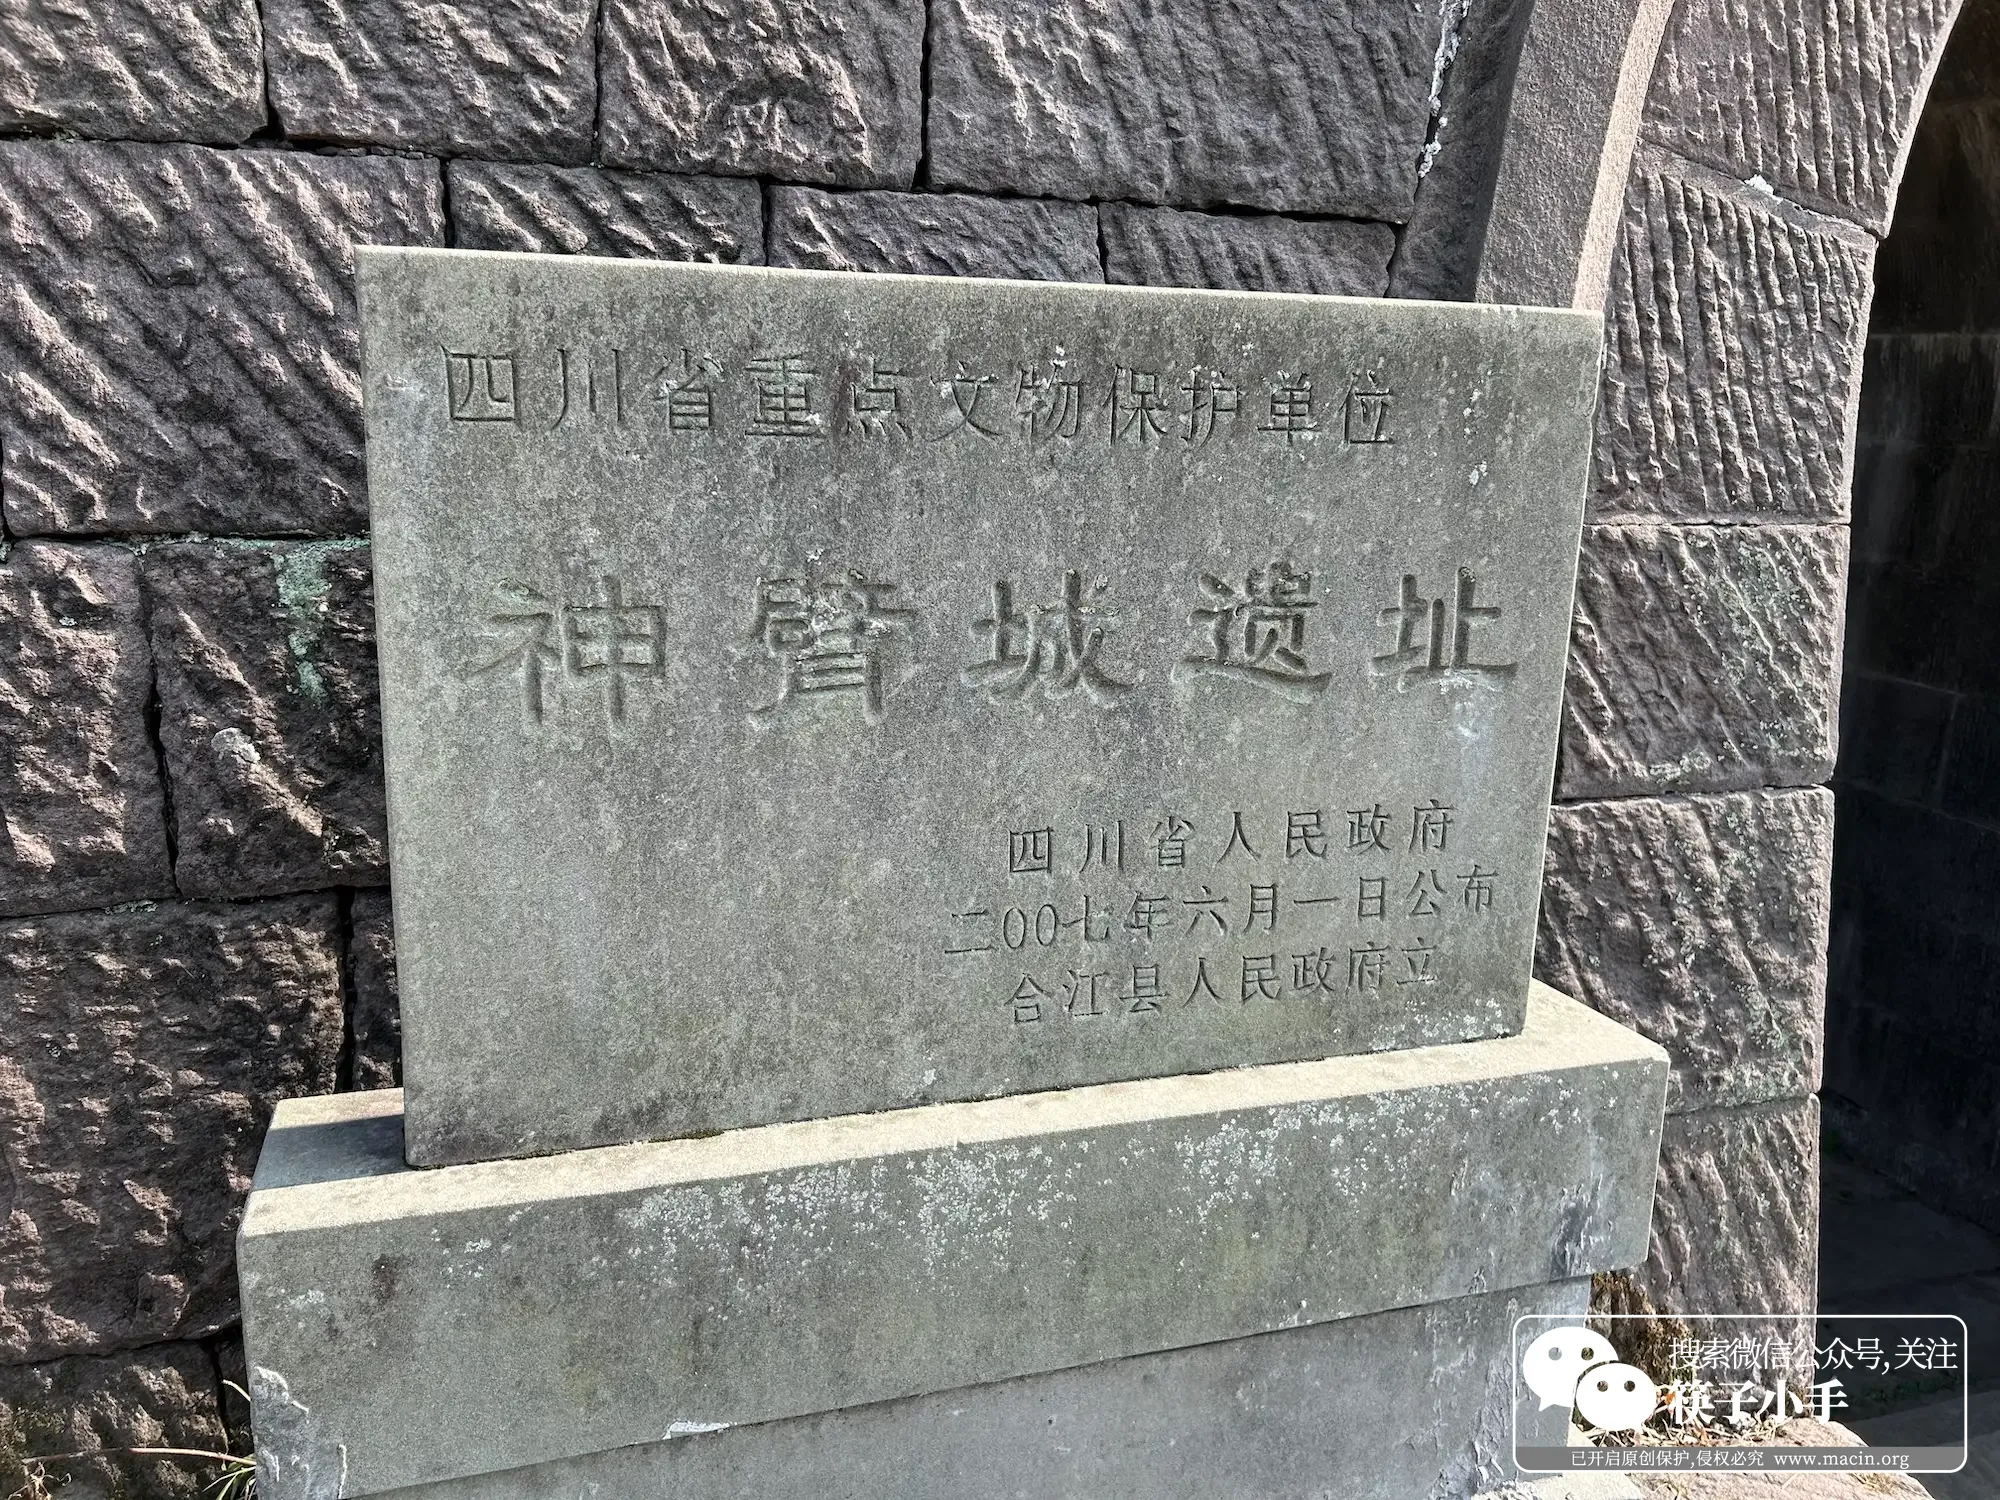 四川省重点文物保护单位
神臂城遗址
四川省人民政府
二00七年六月一日公布
合江县人民政府立
搜索微信公众号,关注
筷子小手
已开启原创保护,侵权必究 www.macin.org